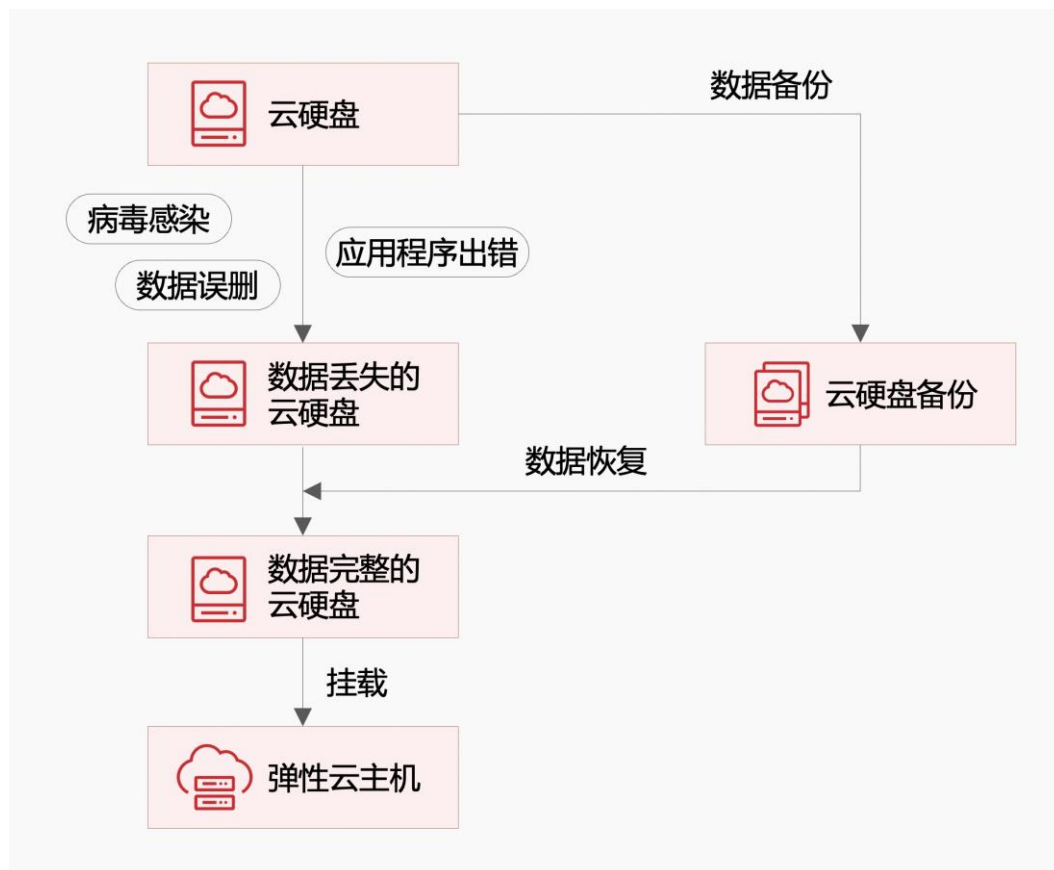 数据备份
云硬盘
病毒感染
应用程序出错
数据误删
数据丢失的
云硬盘
云硬盘备份
数据恢复
数据完整的
云硬盘
挂载
弹性云主机